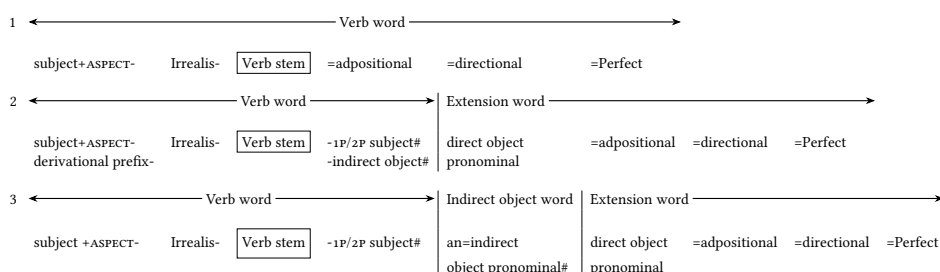 1 Verb word
subject+ASPECT- Irrealis- Verb stem =adpositional =directional =Perfect
2 Verb word Extension word
subject+ASPECT- Irrealis- Verb stem -1P/2P subject# direct object =adpositional =directional =Perfect
derivational prefix- -indirect object# pronominal
3 Verb word Indirect object word Extension word
subject +ASPECT- Irrealis- Verb stem -1P/2P subject# an=indirect direct object =adpositional =directional =Perfect
object pronominal# pronominal